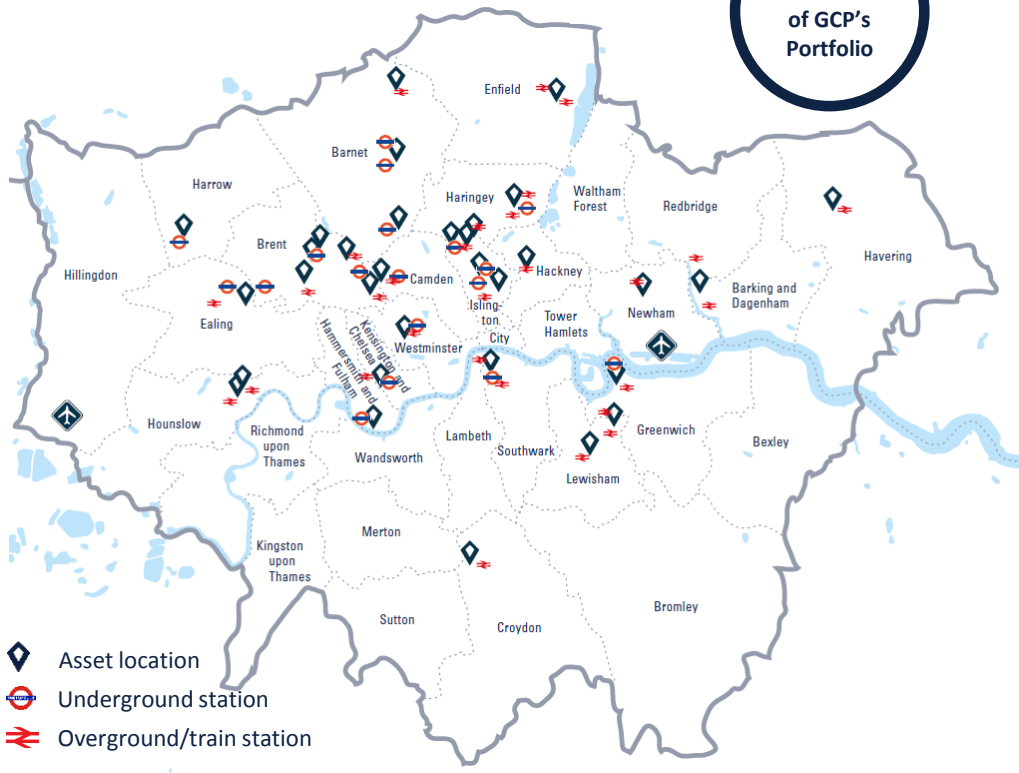 of GCP's
Portfolio
Enfield
Barnet
Harrow
Haringey
Waltham
Forest
Redbridge
Havering
Brent
Hillingdon
Camden
Hackney
Barking and
Dagenham
Isling-
ton
Newham
Ealing
Tower
Hamlets
City
Westminster
Kensington and
Chelsea
Hammersmith and
Fulham
Hounslow
Richmond
upon
Thames
Lambeth
Southwark
Greenwich
Bexley
Wandsworth
Lewisham
Merton
Kingston
upon
Thames
Bromley
Sutton
Croydon
Asset location
Underground station
Overground/train station